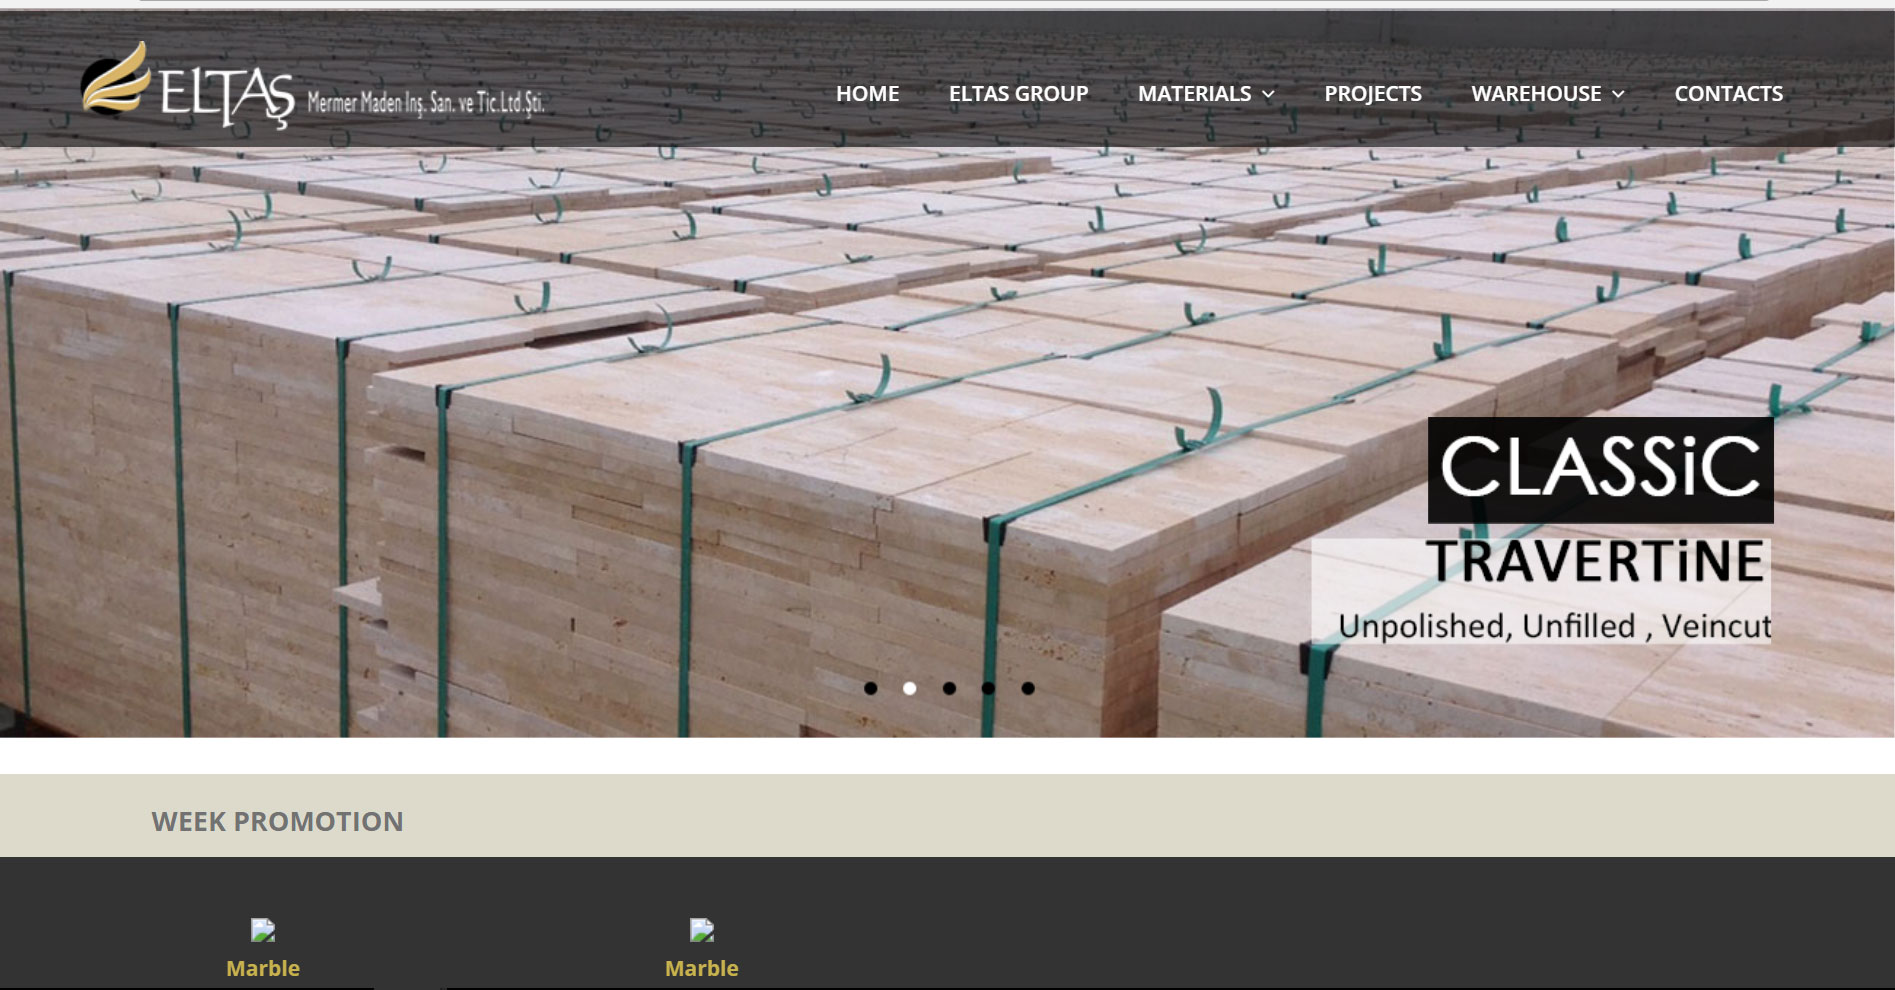 ELTAŞ Mermer Maden İnş. San. ve Tic.Ltd.Şti.
HOME ELTAS GROUP MATERIALS PROJECTS WAREHOUSE CONTACTS
CLASSiC
TRAVERTiNE
Unpolished, Unfilled , Veincut
WEEK PROMOTION
Marble Marble